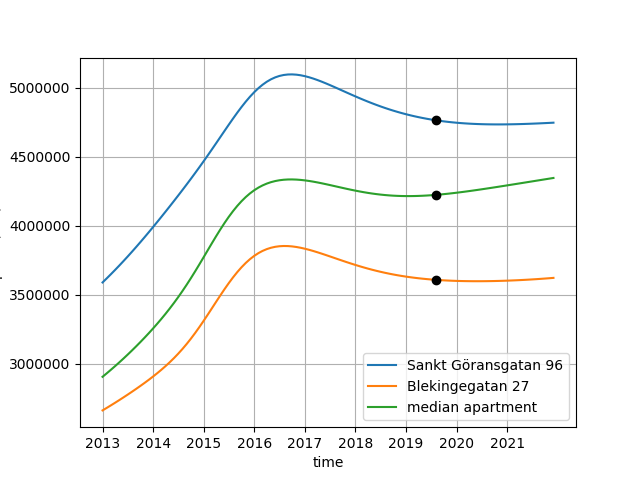 5000000
4500000
4000000
3500000
3000000
2013 2014 2015 2016 2017 2018 2019 2020 2021
time
Sankt Göransgatan 96
Blekingegatan 27
median apartment